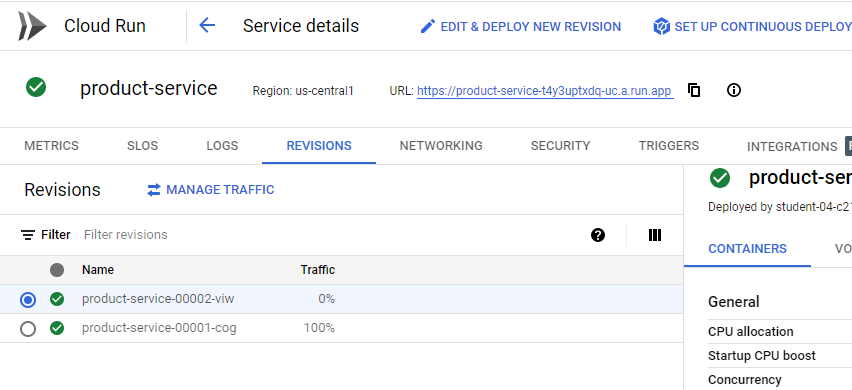 Cloud Run
Service details
EDIT & DEPLOY NEW REVISION
SET UP CONTINUOUS DEPLOY
product-service
Region: us-central1
URL: https://product-service-t4y3uptxdq-uc.a.run.app
METRICS
SLOS
LOGS
REVISIONS
NETWORKING
SECURITY
TRIGGERS
INTEGRATIONS
Revisions
MANAGE TRAFFIC
Filter Filter revisions
Name Traffic
product-service-00002-viw 0%
product-service-00001-cog 100%
product-ser
Deployed by student-04-c21
CONTAINERS
VO
General
CPU allocation
Startup CPU boost
Concurrency